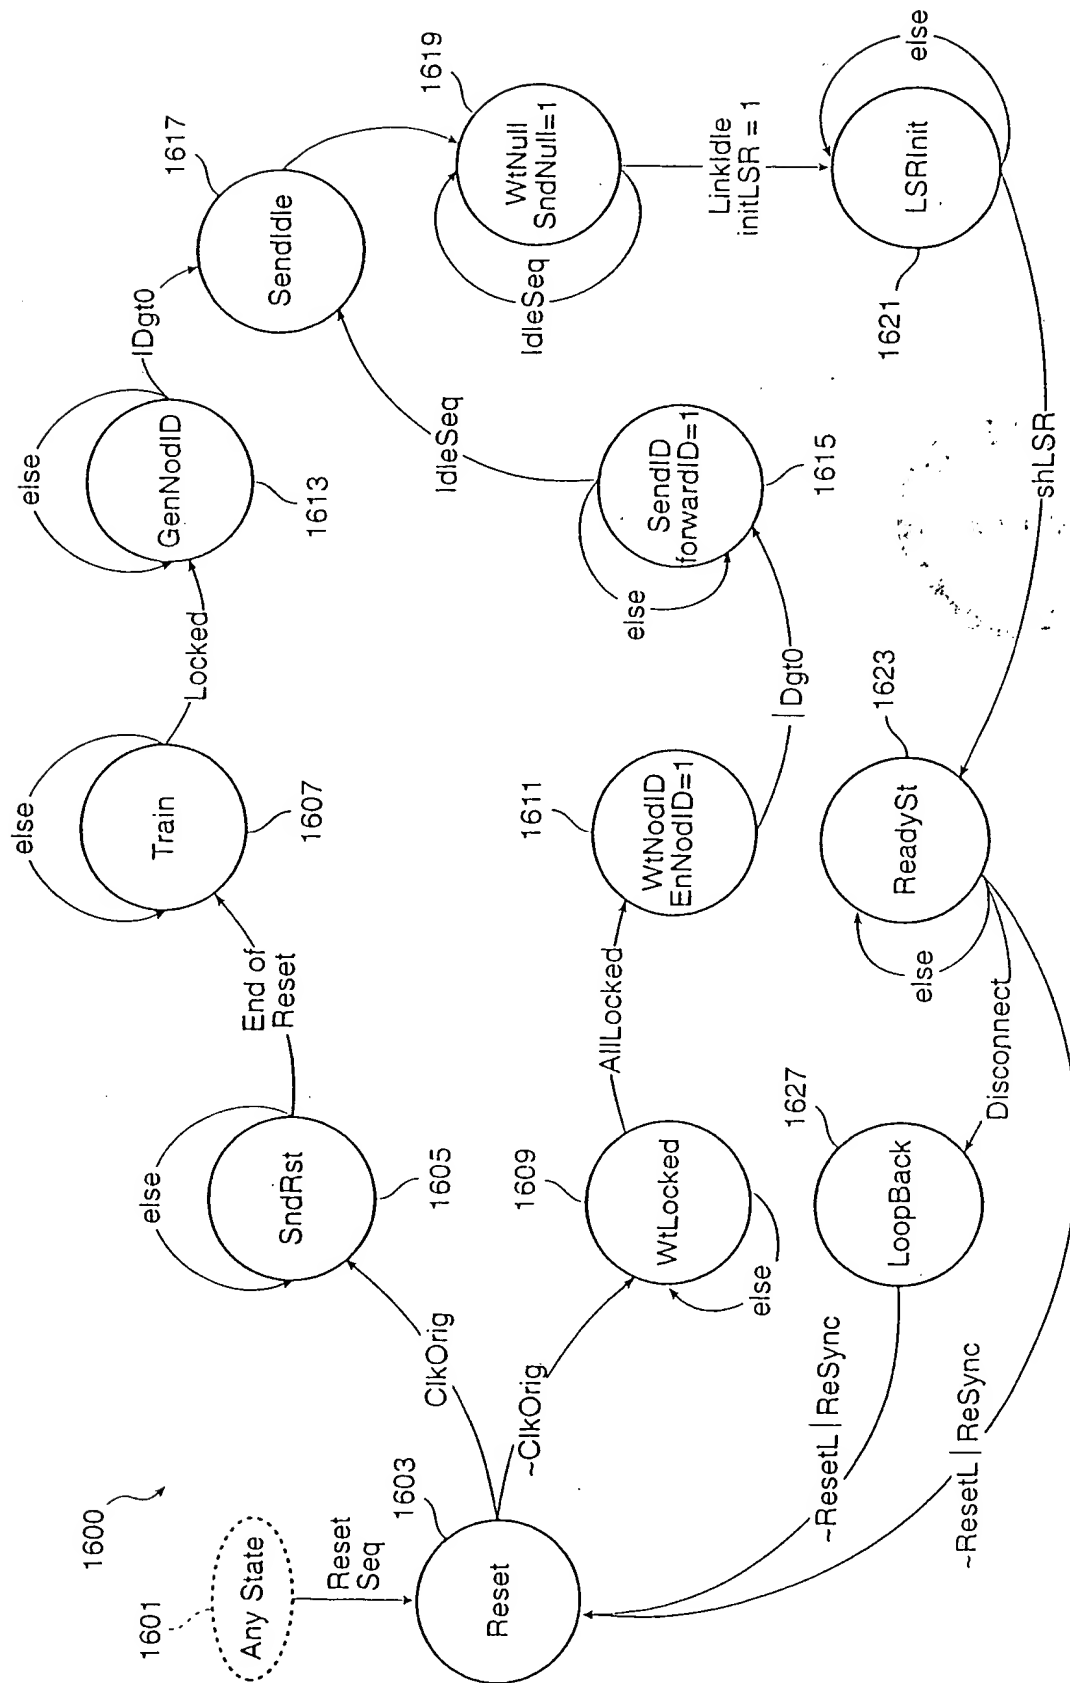 1600
1601
Any State
Reset
Seq
1603
Reset
ClkOrig
~ClkOrig
else
SndRst
1605
End of
Reset
else
Train
1607
Locked
else
GenNodID
1613
IDgt0
1617
SendIdle
1609
WtLocked
else
AllLocked
1611
WtNodID
EnNodID=1
IDgt0
SendID
forwardID=1
1615
else
IdleSeq
1619
WtNull
SndNull=1
IdleSeq
LinkIdle
initLSR = 1
LSRInit
1621
else
shLSR
1623
ReadySt
else
Disconnect
1627
LoopBack
~ResetL | ReSync
~ResetL | ReSync